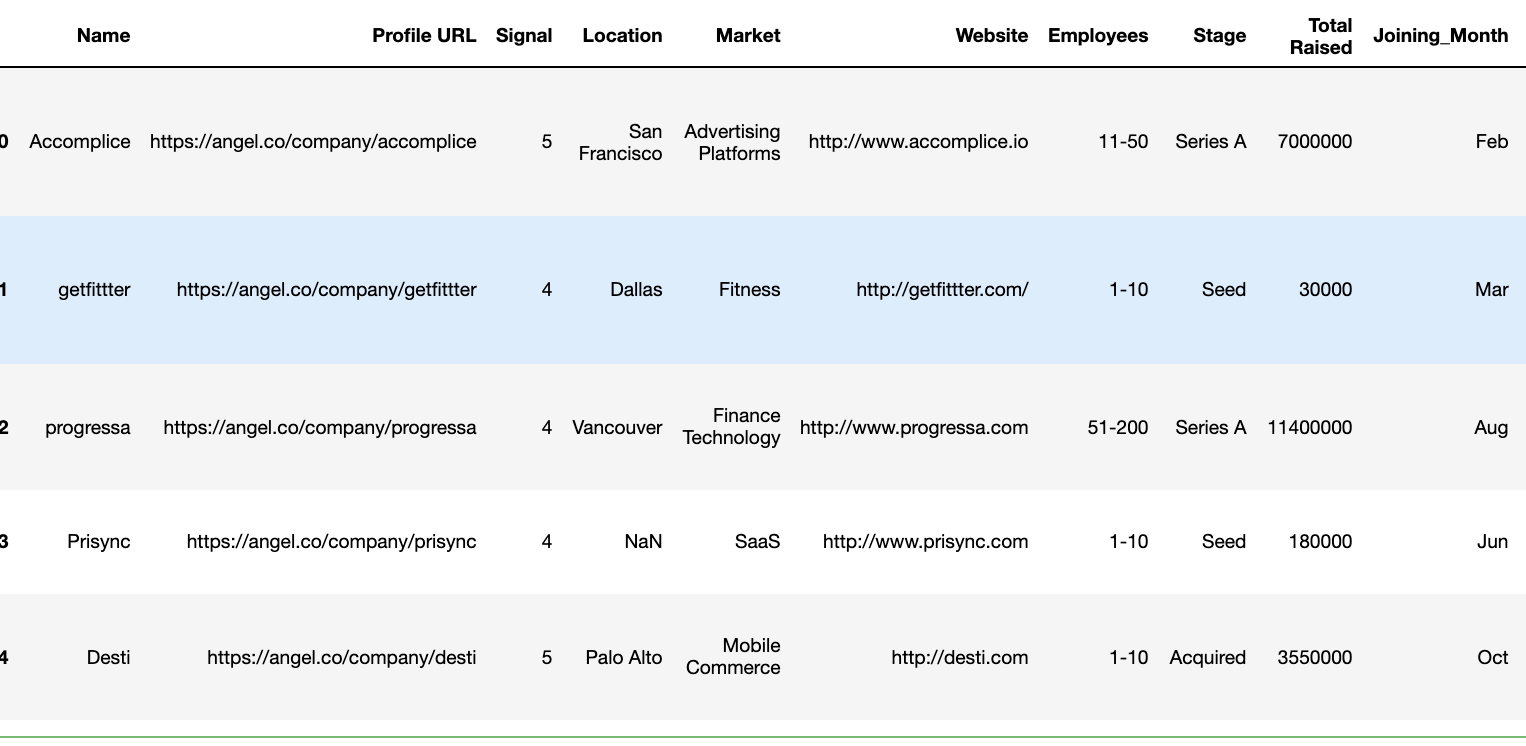 Name Profile URL Signal Location Market Website Employees Stage Total Raised Joining_Month
0 Accomplice https://angel.co/company/accomplice 5 San Francisco Advertising Platforms http://www.accomplice.io 11-50 Series A 7000000 Feb
1 getfittter https://angel.co/company/getfittter 4 Dallas Fitness http://getfittter.com/ 1-10 Seed 30000 Mar
2 progressa https://angel.co/company/progressa 4 Vancouver Finance Technology http://www.progressa.com 51-200 Series A 11400000 Aug
3 Prisync https://angel.co/company/prisync 4 NaN SaaS http://www.prisync.com 1-10 Seed 180000 Jun
4 Desti https://angel.co/company/desti 5 Palo Alto Mobile Commerce http://desti.com 1-10 Acquired 3550000 Oct